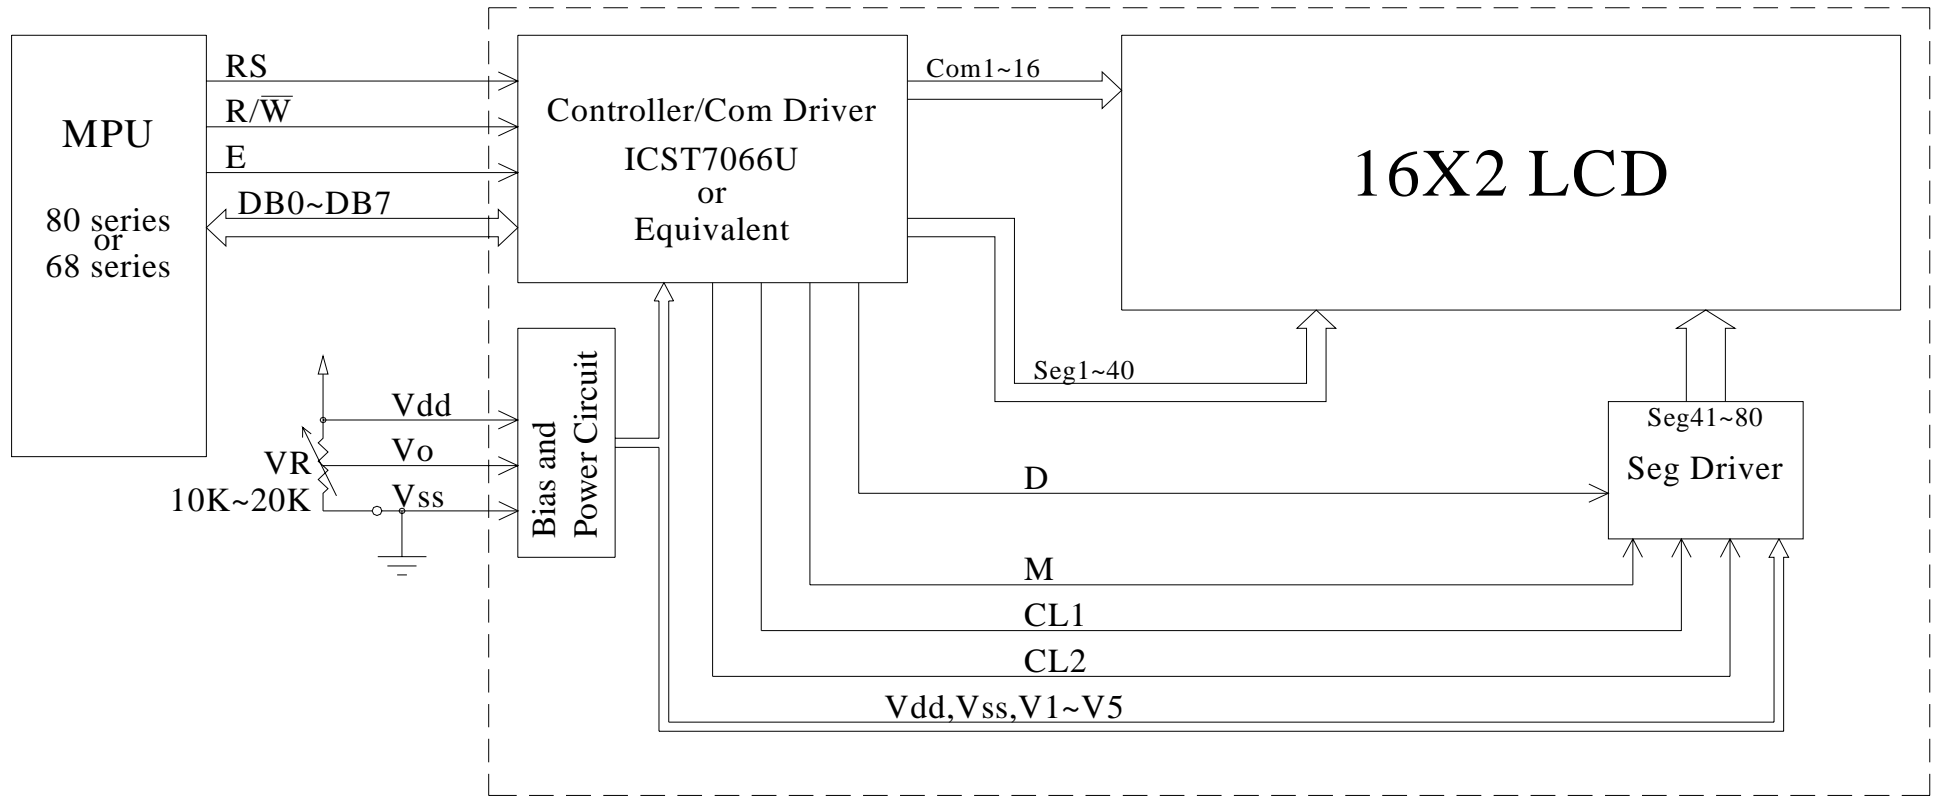 MPU
80 series
or
68 series
RS
R/W̅
E
DB0~DB7
Controller/Com Driver
ICST7066U
or
Equivalent
Com1~16
16X2 LCD
Seg1~40
Seg41~80
Seg Driver
Vdd
Vo
Vss
VR
10K~20K
Bias and
Power Circuit
D
M
CL1
CL2
Vdd,Vss,V1~V5